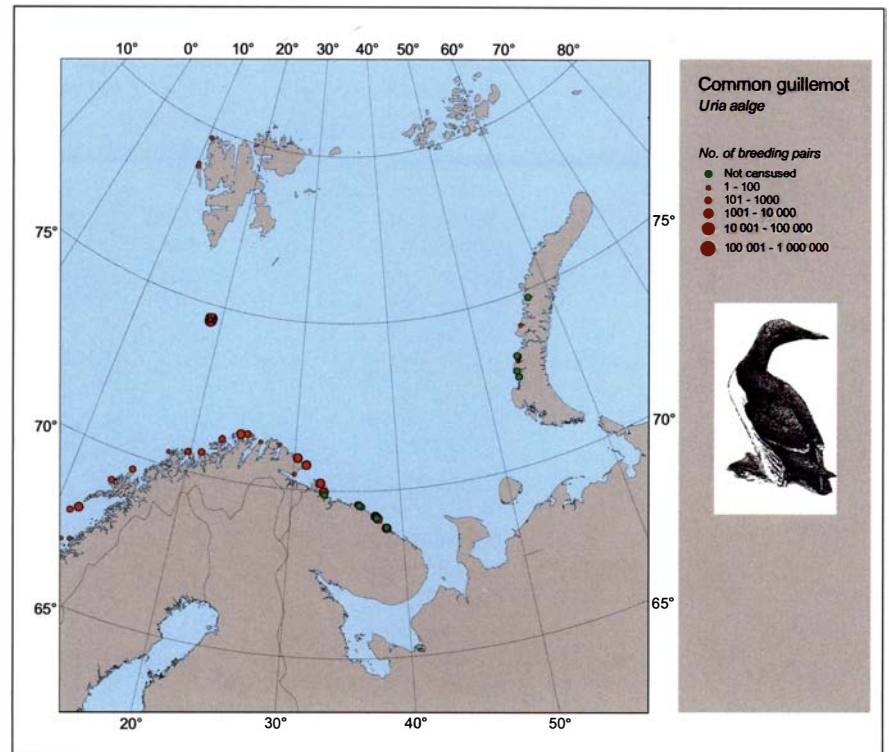 10° 0° 10° 20° 30° 40° 50° 60° 70° 80°
75°
70°
65°
75°
70°
65°
20° 30° 40° 50°
Common guillemot
Uria aalge
No. of breeding pairs
Not censused
1 - 100
101 - 1000
1001 - 10 000
10 001 - 100 000
100 001 - 1 000 000